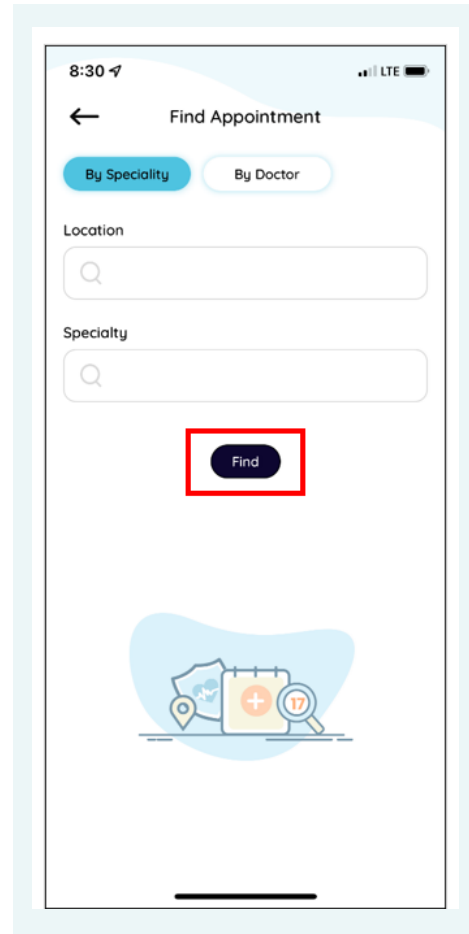 8:30 LTE
Find Appointment
By Speciality By Doctor
Location
Specialty
Find
17